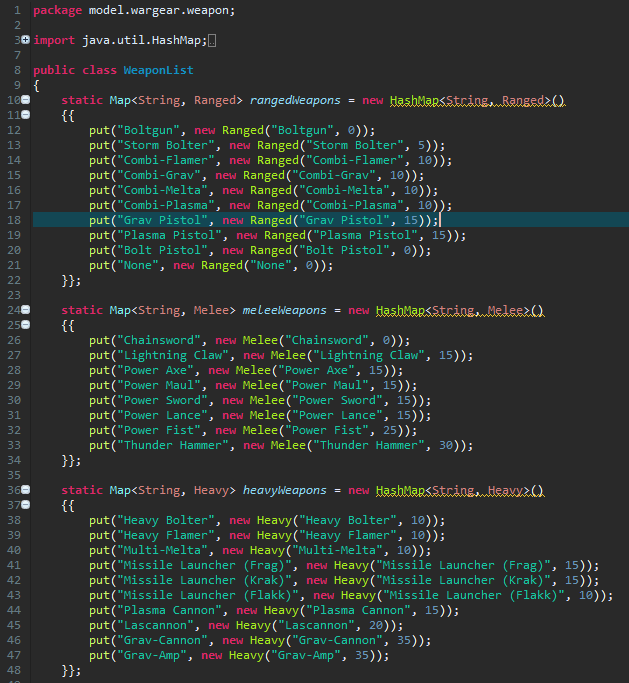 1 package model.wargear.weapon;
2
3 import java.util.HashMap;
7
8 public class WeaponList
9 {
10 static Map<String, Ranged> rangedWeapons = new HashMap<String, Ranged>()
11 {{
12 put("Boltgun", new Ranged("Boltgun", 0));
13 put("Storm Bolter", new Ranged("Storm Bolter", 5));
14 put("Combi-Flamer", new Ranged("Combi-Flamer", 10));
15 put("Combi-Grav", new Ranged("Combi-Grav", 10));
16 put("Combi-Melta", new Ranged("Combi-Melta", 10));
17 put("Combi-Plasma", new Ranged("Combi-Plasma", 10));
18 put("Grav Pistol", new Ranged("Grav Pistol", 15));
19 put("Plasma Pistol", new Ranged("Plasma Pistol", 15));
20 put("Bolt Pistol", new Ranged("Bolt Pistol", 0));
21 put("None", new Ranged("None", 0));
22 }};
23
24 static Map<String, Melee> meleeWeapons = new HashMap<String, Melee>()
25 {{
26 put("Chainsword", new Melee("Chainsword", 0));
27 put("Lightning Claw", new Melee("Lightning Claw", 15));
28 put("Power Axe", new Melee("Power Axe", 15));
29 put("Power Maul", new Melee("Power Maul", 15));
30 put("Power Sword", new Melee("Power Sword", 15));
31 put("Power Lance", new Melee("Power Lance", 15));
32 put("Power Fist", new Melee("Power Fist", 25));
33 put("Thunder Hammer", new Melee("Thunder Hammer", 30));
34 }};
35
36 static Map<String, Heavy> heavyWeapons = new HashMap<String, Heavy>()
37 {{
38 put("Heavy Bolter", new Heavy("Heavy Bolter", 10));
39 put("Heavy Flamer", new Heavy("Heavy Flamer", 10));
40 put("Multi-Melta", new Heavy("Multi-Melta", 10));
41 put("Missile Launcher (Frag)", new Heavy("Missile Launcher (Frag)", 15));
42 put("Missile Launcher (Krak)", new Heavy("Missile Launcher (Krak)", 15));
43 put("Missile Launcher (Flakk)", new Heavy("Missile Launcher (Flakk)", 10));
44 put("Plasma Cannon", new Heavy("Plasma Cannon", 15));
45 put("Lascannon", new Heavy("Lascannon", 20));
46 put("Grav-Cannon", new Heavy("Grav-Cannon", 35));
47 put("Grav-Amp", new Heavy("Grav-Amp", 35));
48 }};